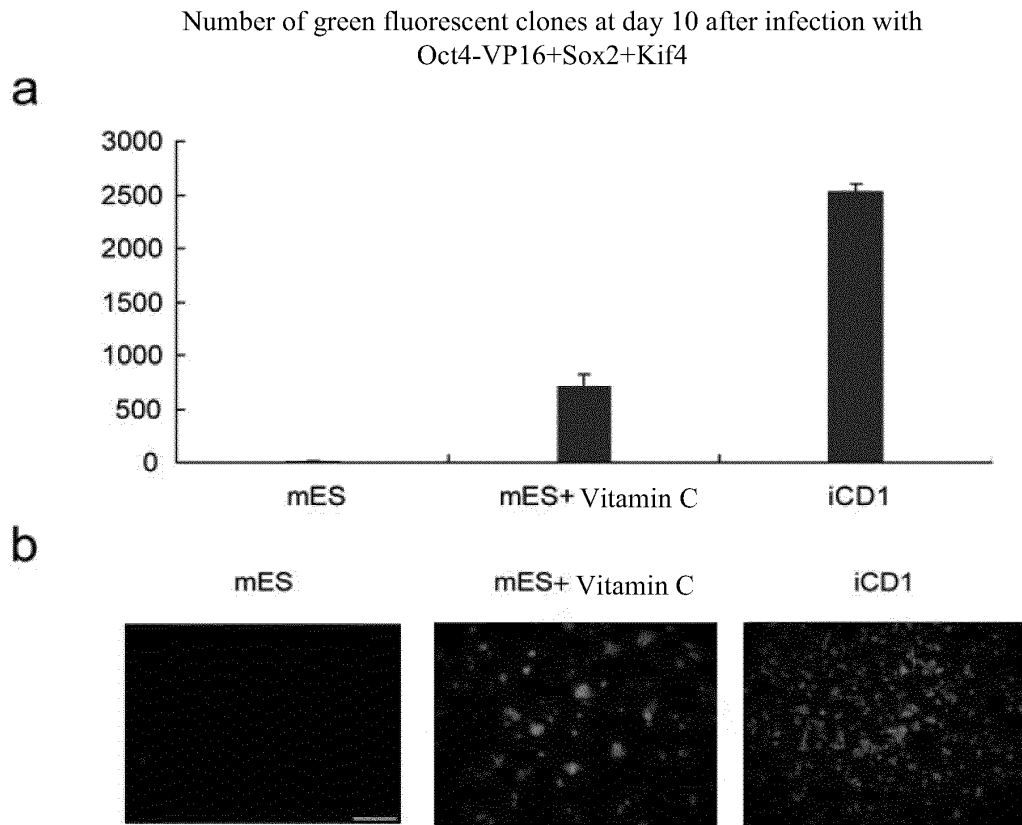 Number of green fluorescent clones at day 10 after infection with
Oct4-VP16+Sox2+Kif4
a
3000
2500
2000
1500
1000
500
0
mES mES+ Vitamin C iCD1
b
mES mES+ Vitamin C iCD1